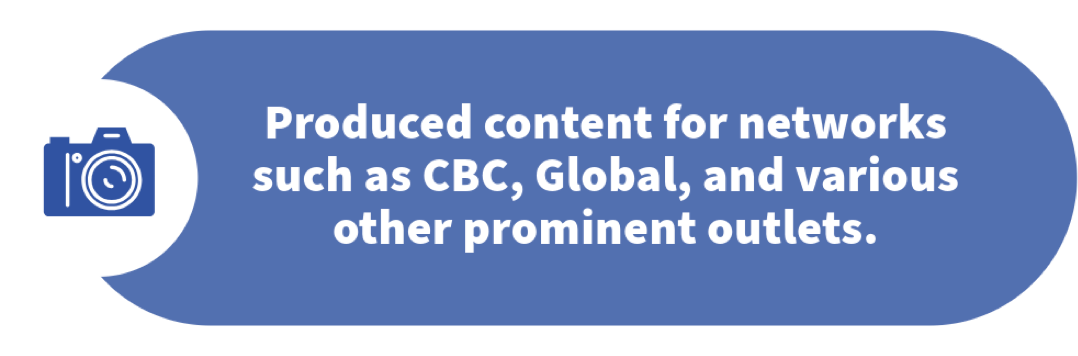 Produced content for networks
such as CBC, Global, and various
other prominent outlets.